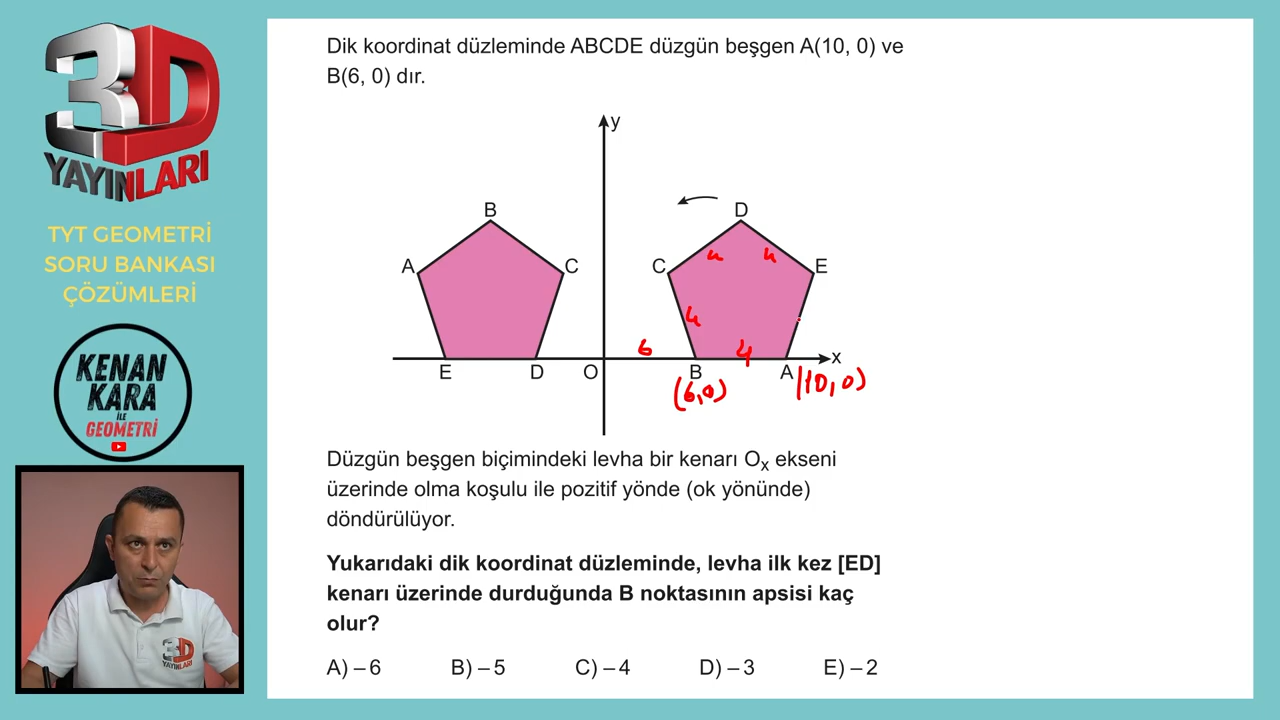 3D
YAYINLARI
TYT GEOMETRİ
SORU BANKASI
ÇÖZÜMLERİ
KENAN
KARA
İLE
GEOMETRİ
3D
YAYINLARI
Dik koordinat düzleminde ABCDE düzgün beşgen A(10, 0) ve
B(6, 0) dır.
y
B
D
A
C
C
E
4
4
4
6
4
x
E
D
O
B
A
(6,0)
(10,0)
Düzgün beşgen biçimindeki levha bir kenarı Ox ekseni
üzerinde olma koşulu ile pozitif yönde (ok yönünde)
döndürülüyor.
Yukarıdaki dik koordinat düzleminde, levha ilk kez [ED]
kenarı üzerinde durduğunda B noktasının apsisi kaç
olur?
A) – 6 B) – 5 C) – 4 D) – 3 E) – 2